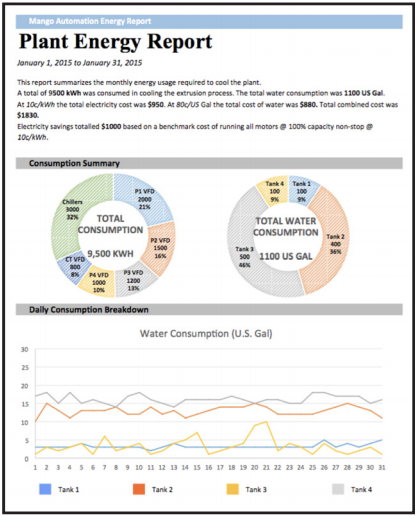 Mango Automation Energy Report
Plant Energy Report
January 1, 2015 to January 31, 2015
This report summarizes the monthly energy usage required to cool the plant.
A total of 9500 kWh was consumed in cooling the extrusion process. The total water consumption was 1100 US Gal.
At 10c/kWh the total electricity cost was $950. At 80c/US Gal the total cost of water was $880. Total combined cost was
$1830.
Electricity savings totalled $1000 based on a benchmark cost of running all motors @ 100% capacity non-stop @
10c/kWh.
Consumption Summary
Chillers
3000
32%
P1 VFD
2000
21%
P2 VFD
1500
16%
P3 VFD
1200
13%
P4 VFD
1000
10%
CT VFD
800
8%
TOTAL
CONSUMPTION
9,500 KWH
Tank 4
100
9%
Tank 1
100
9%
Tank 2
400
36%
Tank 3
500
46%
TOTAL WATER
CONSUMPTION
1100 US GAL
Daily Consumption Breakdown
Water Consumption (U.S. Gal)
30
25
20
15
10
5
0
1 2 3 4 5 6 7 8 9 10 11 12 13 14 15 16 17 18 19 20 21 22 23 24 25 26 27 28 29 30 31
Tank 1 Tank 2 Tank 3 Tank 4